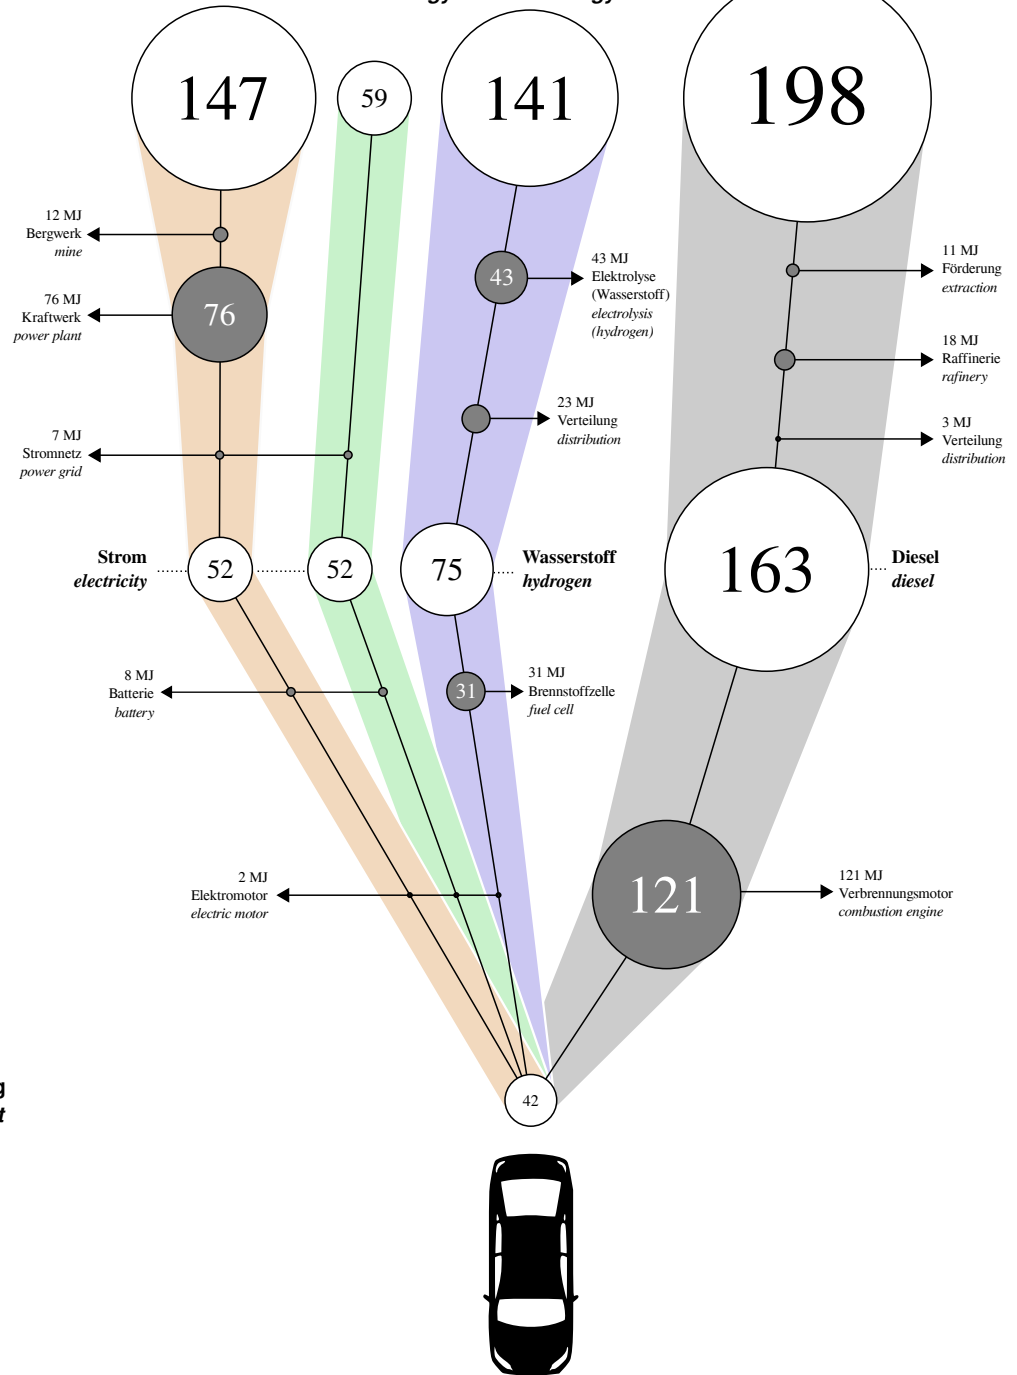 147
59
141
198
12 MJ
Bergwerk
mine
43 MJ
Elektrolyse
(Wasserstoff)
electrolysis
(hydrogen)
43
11 MJ
Förderung
extraction
76 MJ
Kraftwerk
power plant
76
18 MJ
Raffinerie
rafinery
23 MJ
Verteilung
distribution
3 MJ
Verteilung
distribution
7 MJ
Stromnetz
power grid
Strom
electricity
52
52
75
Wasserstoff
hydrogen
163
Diesel
diesel
8 MJ
Batterie
battery
31
31 MJ
Brennstoffzelle
fuel cell
2 MJ
Elektromotor
electric motor
121
121 MJ
Verbrennungsmotor
combustion engine
42